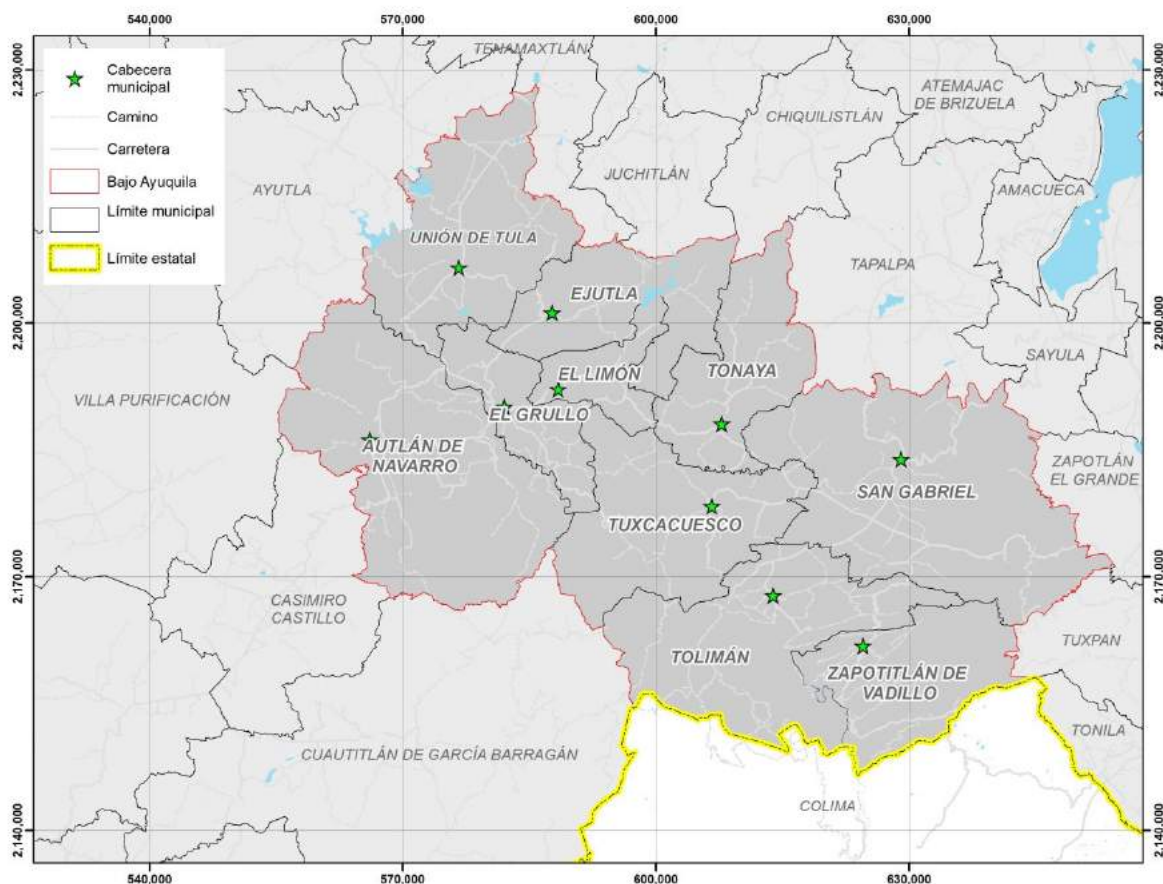 540,000
570,000
600,000
630,000
2,230,000
2,230,000
2,200,000
2,200,000
2,170,000
2,170,000
2,140,000
2,140,000
Cabecera
municipal
Camino
Carretera
Bajo Ayuquila
Límite municipal
Límite estatal
TENAMAXTLÁN
ATEMAJAC
DE BRIZUELA
CHIQUILISTLÁN
JUCHITLÁN
AYUTLA
AMACUECA
UNIÓN DE TULA
TAPALPA
EJUTLA
SAYULA
EL LIMÓN
TONAYA
VILLA PURIFICACIÓN
EL GRULLO
AUTLÁN DE
NAVARRO
ZAPOTLÁN
EL GRANDE
SAN GABRIEL
TUXCACUESCO
CASIMIRO
CASTILLO
TUXPAN
TOLIMÁN
ZAPOTITLÁN DE
VADILLO
TONILA
CUAUTITLÁN DE GARCÍA BARRAGÁN
COLIMA
540,000
570,000
600,000
630,000